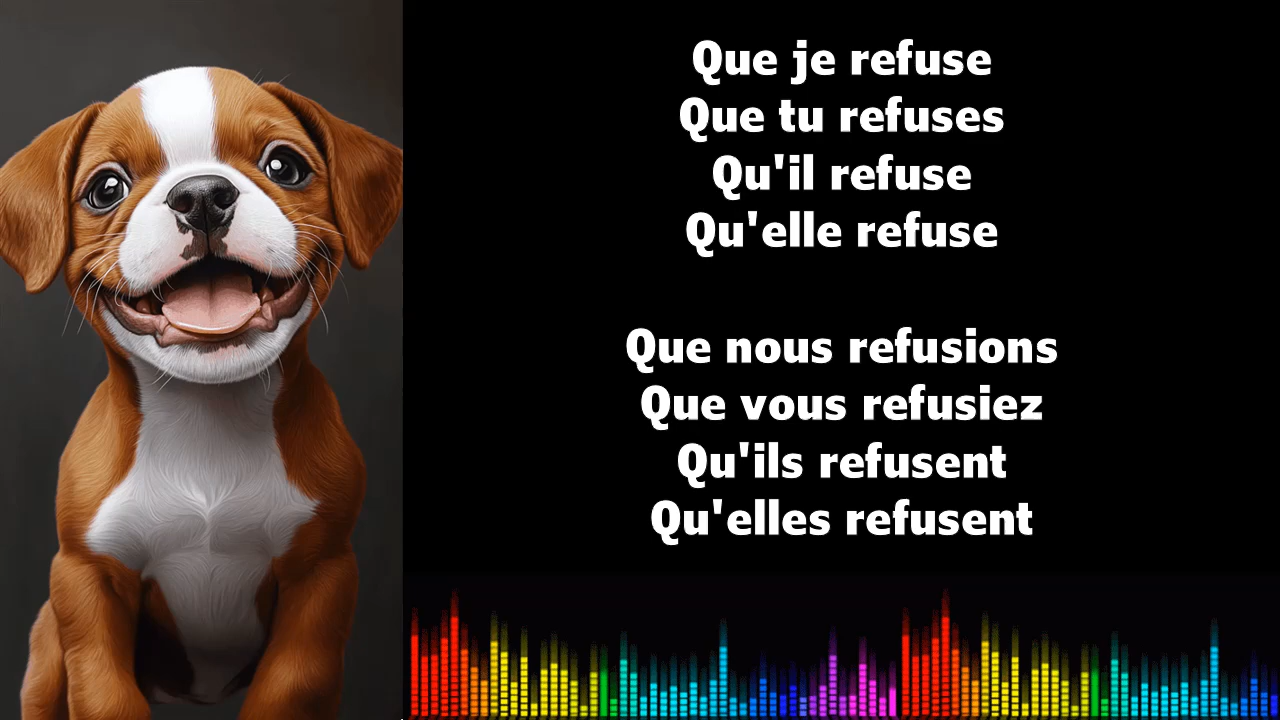 Que je refuse
Que tu refuses
Qu'il refuse
Qu'elle refuse
Que nous refusions
Que vous refusiez
Qu'ils refusent
Qu'elles refusent